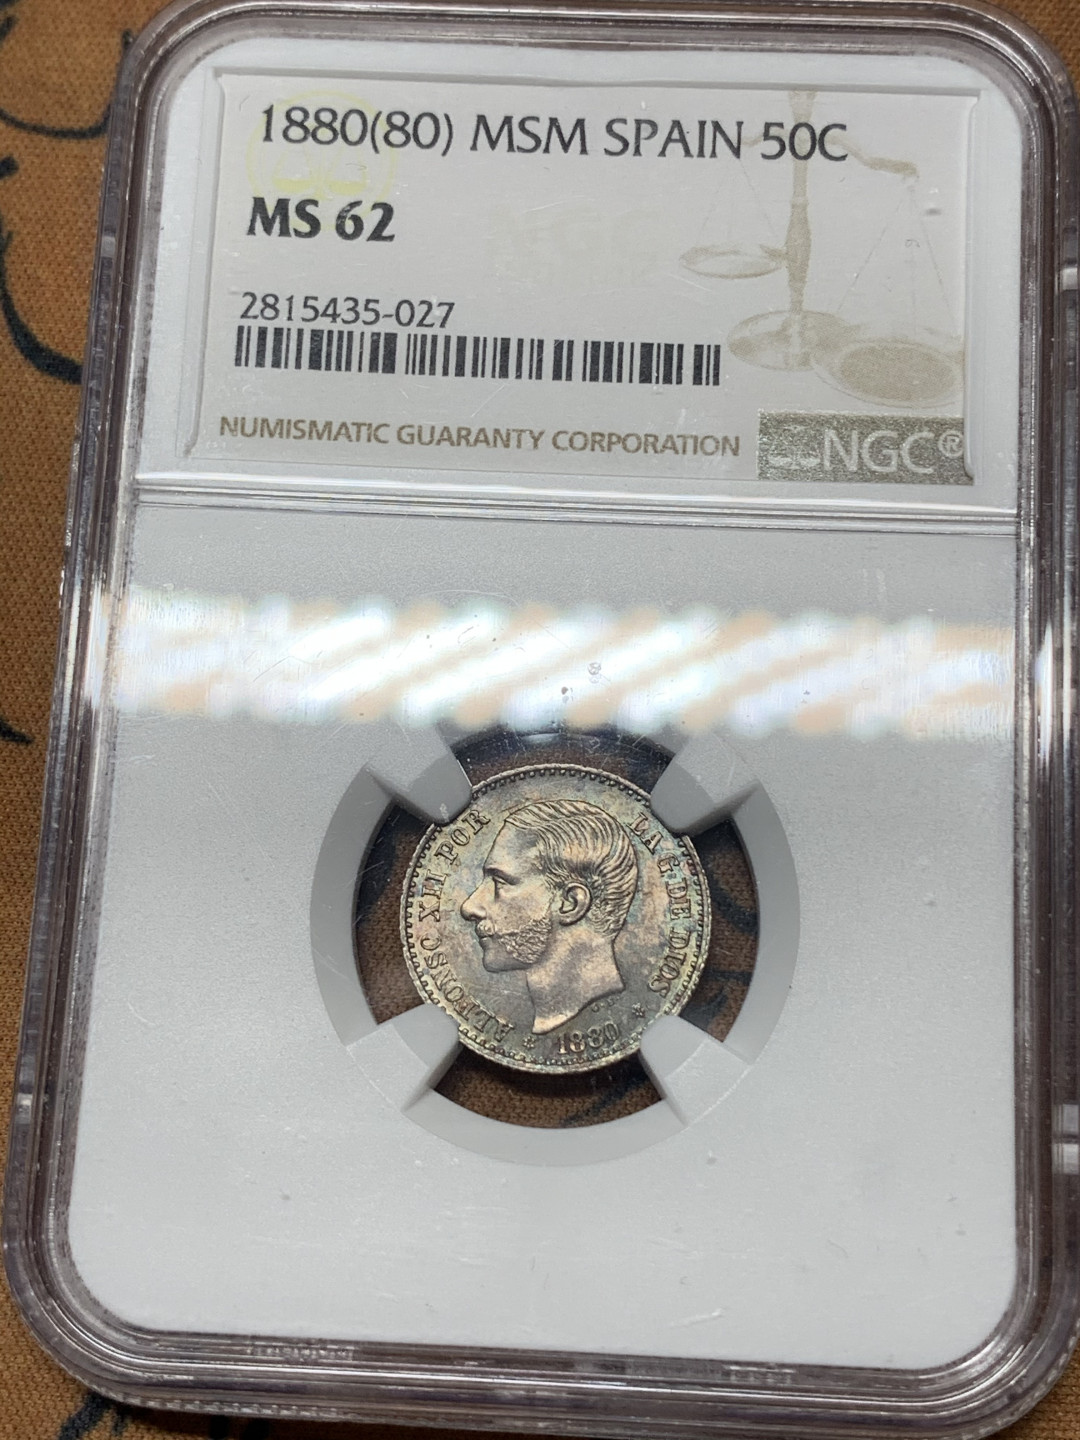 1880(80) MSM SPAIN 50C
MS 62
2815435-027
NUMISMATIC GUARANTY CORPORATION
NGC®
ALFONSO XII POR LA G. DE DIOS
* 1880 *